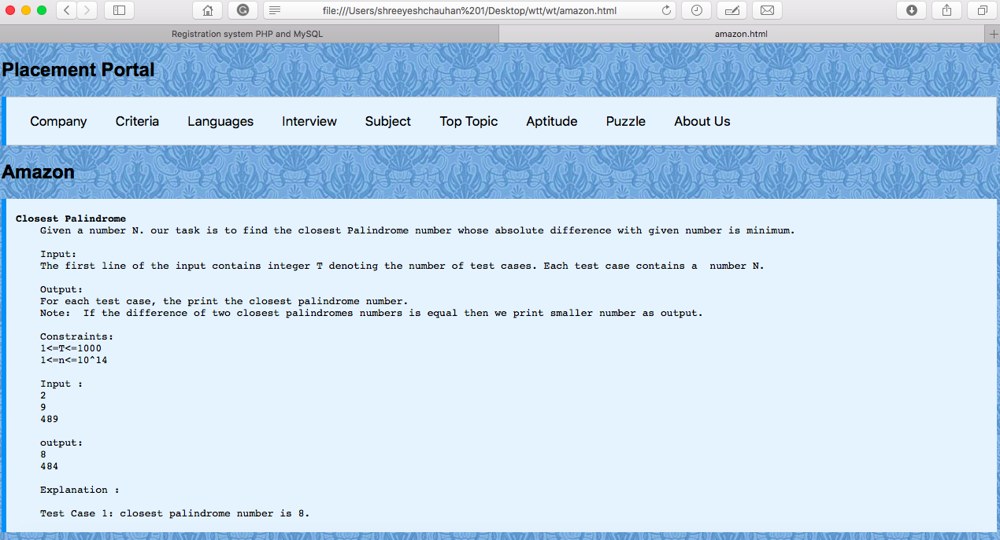 file:///Users/shreeyeshchauhan%201/Desktop/wtt/wt/amazon.html
Registration system PHP and MySQL
amazon.html
Placement Portal
Company Criteria Languages Interview Subject Top Topic Aptitude Puzzle About Us
Amazon
Closest Palindrome
Given a number N. our task is to find the closest Palindrome number whose absolute difference with given number is minimum.
Input:
The first line of the input contains integer T denoting the number of test cases. Each test case contains a  number N.
Output:
For each test case, the print the closest palindrome number.
Note:  If the difference of two closest palindromes numbers is equal then we print smaller number as output.
Constraints:
1<=T<=1000
1<=n<=10^14
Input :
2
9
489
output:
8
484
Explanation :
Test Case 1: closest palindrome number is 8.